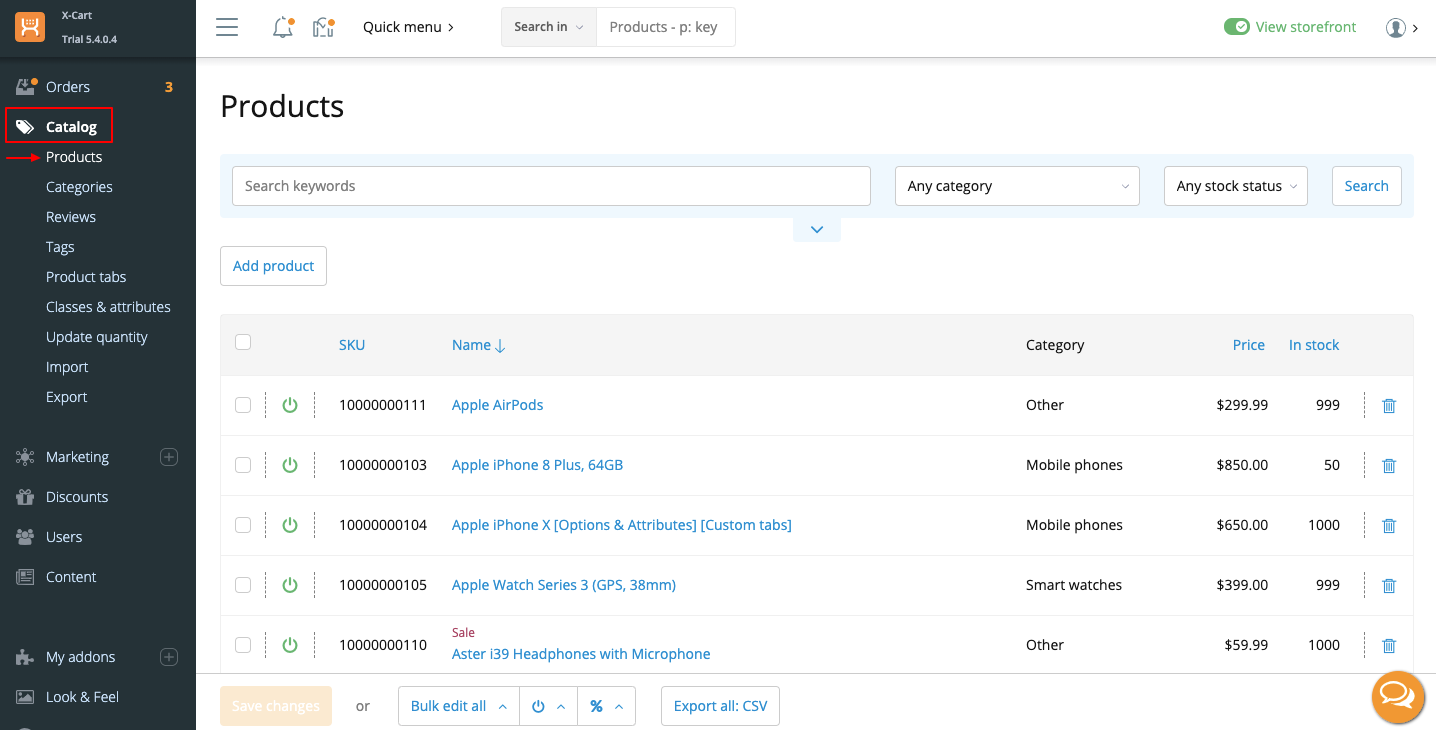 X-Cart
Trial 5.4.0.4
Quick menu
Search in
Products - p: key
View storefront
Orders 3
Catalog
Products
Categories
Reviews
Tags
Product tabs
Classes & attributes
Update quantity
Import
Export
Marketing
Discounts
Users
Content
My addons
Look & Feel
Products
Search keywords
Any category
Any stock status
Search
Add product
SKU Name Category Price In stock
10000000111 Apple AirPods Other $299.99 999
10000000103 Apple iPhone 8 Plus, 64GB Mobile phones $850.00 50
10000000104 Apple iPhone X [Options & Attributes] [Custom tabs] Mobile phones $650.00 1000
10000000105 Apple Watch Series 3 (GPS, 38mm) Smart watches $399.00 999
Sale
10000000110 Aster i39 Headphones with Microphone Other $59.99 1000
Save changes or Bulk edit all % Export all: CSV